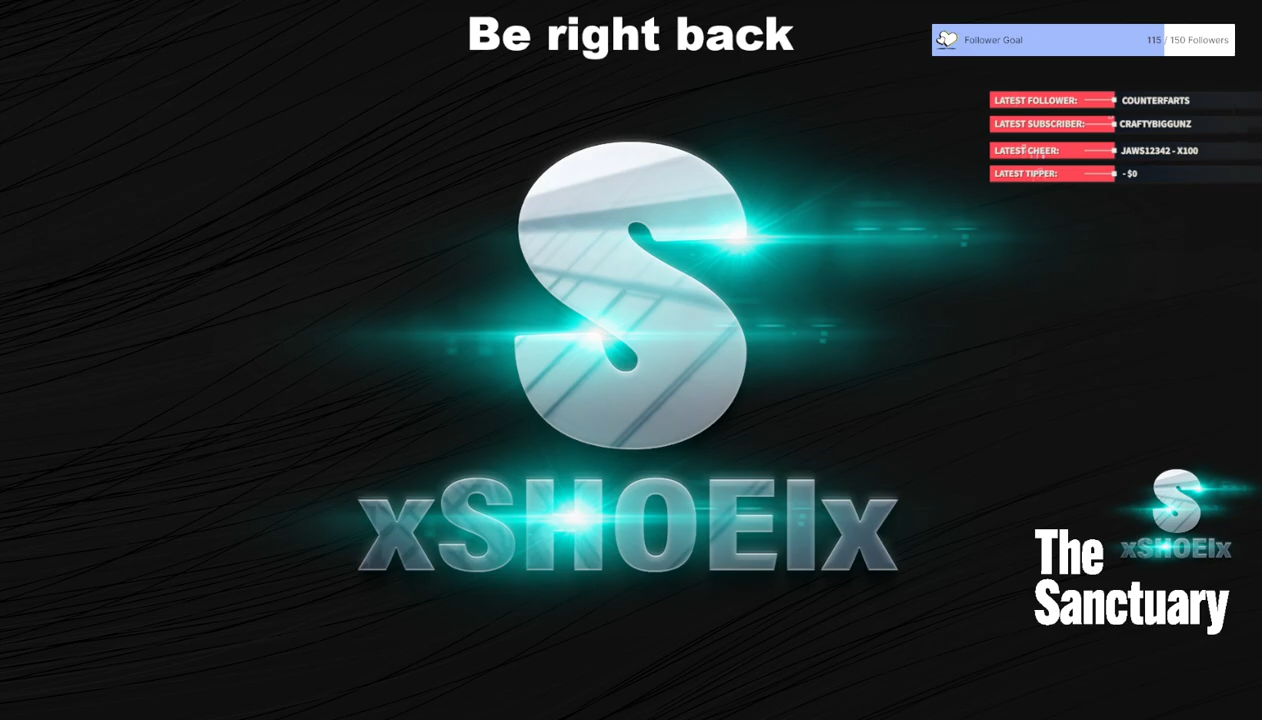 Be right back
Follower Goal 115 / 150 Followers
LATEST FOLLOWER: COUNTERFARTS
LATEST SUBSCRIBER: CRAFTYBIGGUNZ
LATEST CHEER: JAWS12342 - X100
LATEST TIPPER: - $0
S
xSHOEIx
S
xSHOEIx
The
Sanctuary